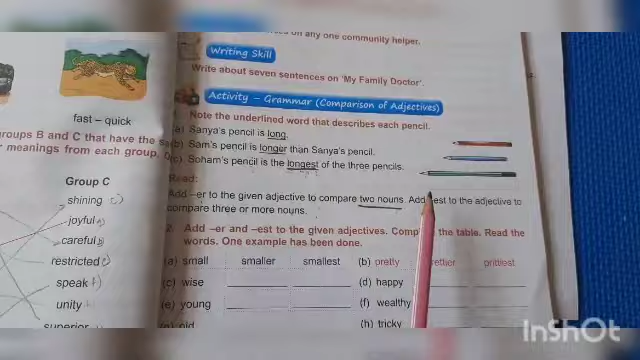 on any one community helper.
Writing Skill
Write about seven sentences on 'My Family Doctor'.
Activity – Grammar (Comparison of Adjectives)
Note the underlined word that describes each pencil.
a) Sanya's pencil is long.
(b) Sam's pencil is longer than Sanya's pencil.
(c) Soham's pencil is the longest of the three pencils.
Read:
Add –er to the given adjective to compare two nouns. Add –est to the adjective to
compare three or more nouns.
Add –er and –est to the given adjectives. the table. Read the
words. One example has been done.
(a) small smaller smallest (b) pretty prettiest
(c) wise (d) happy
(e) young (f) wealthy
old (h) tricky
fast – quick
groups B and C that have the
meanings from each group.
Group C
shining
joyful
careful
restricted
speak
unity
superior
InShOt